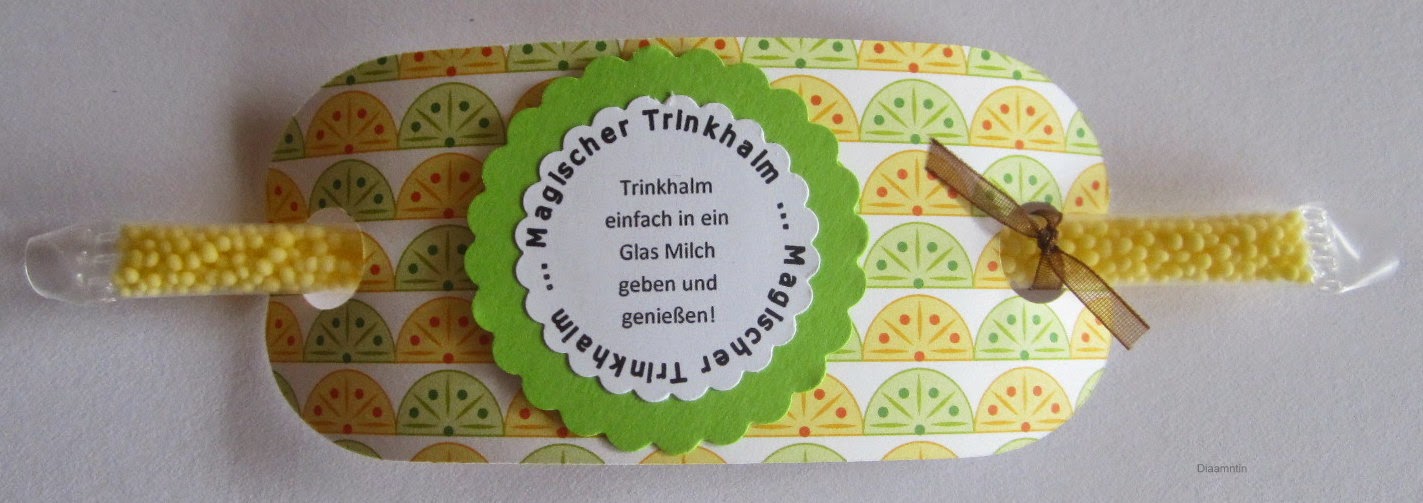 Magischer Trinkhalm ... Magischer Trinkhalm ...
Trinkhalm
einfach in ein
Glas Milch
geben und
genießen!
Diaamntin